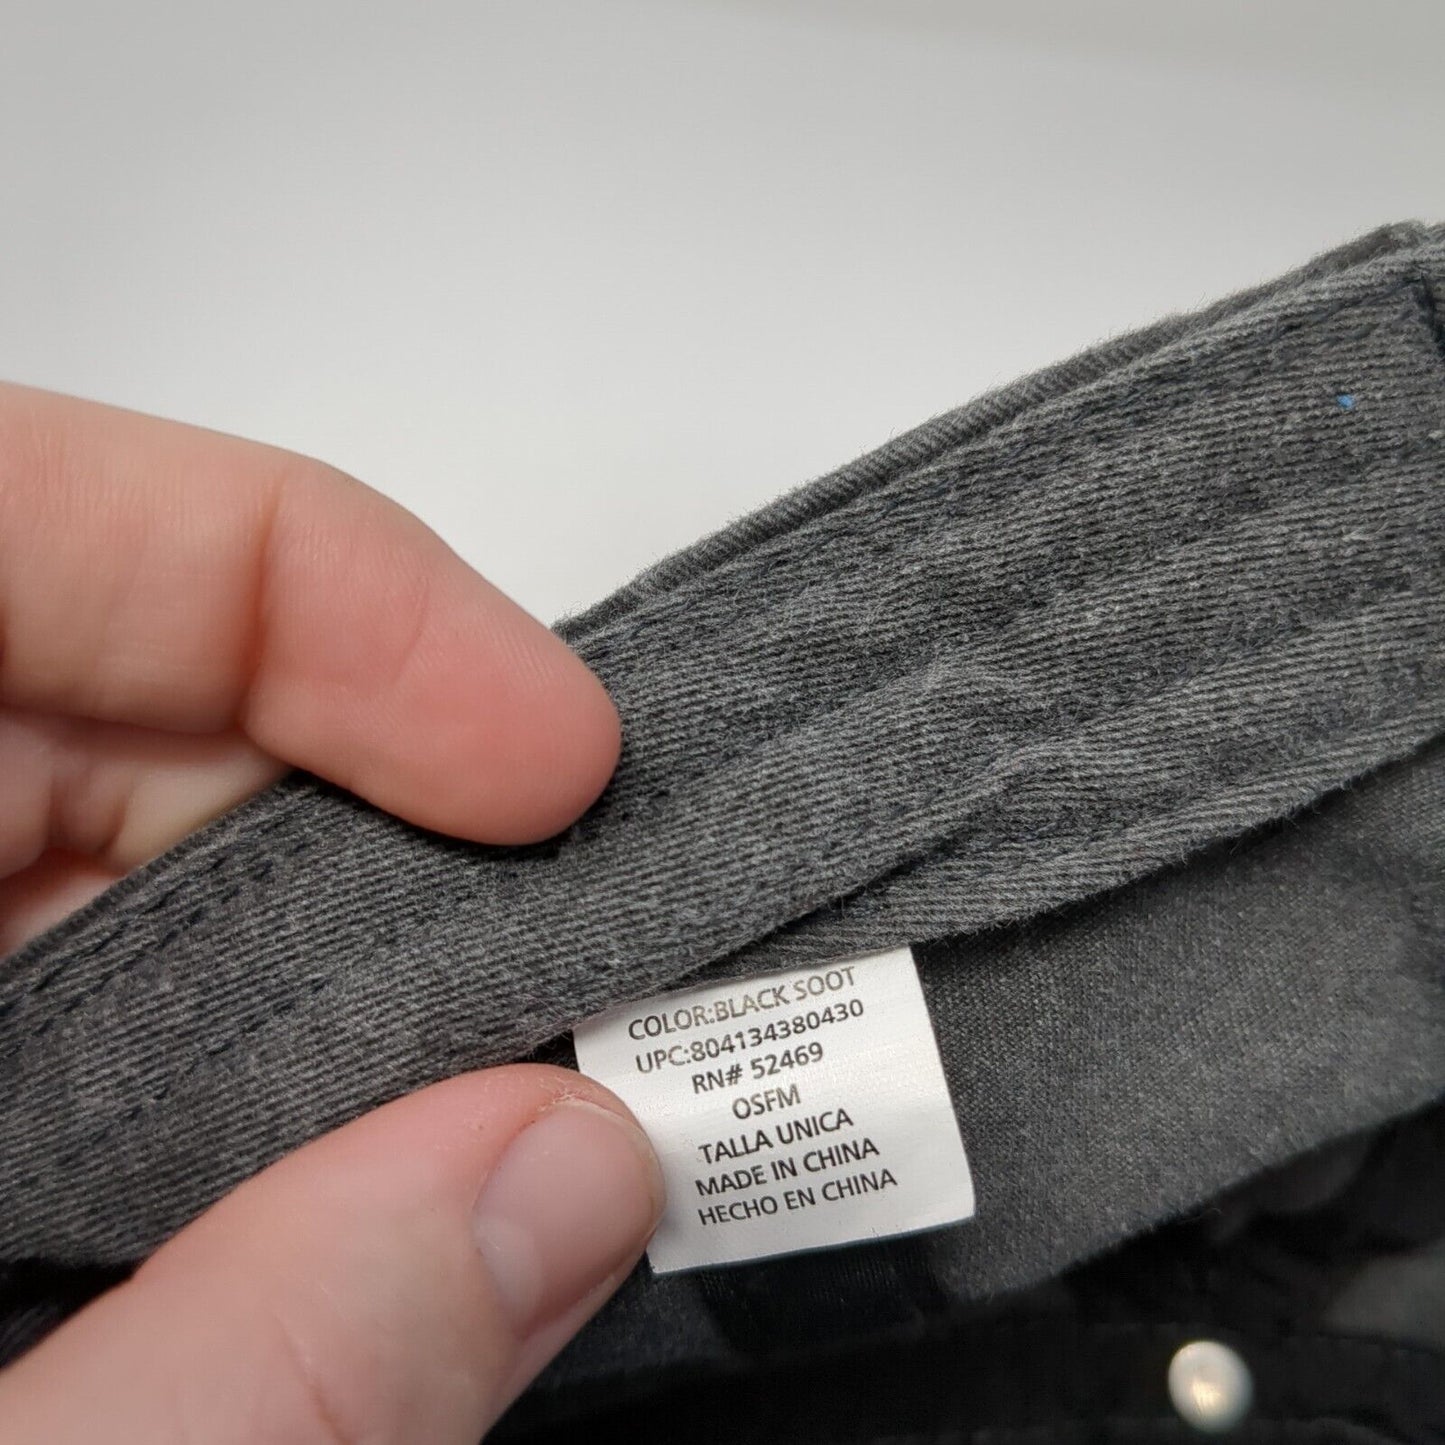 COLOR:BLACK SOOT
UPC:804134380430
RN# 52469
OSFM
TALLA UNICA
MADE IN CHINA
HECHO EN CHINA